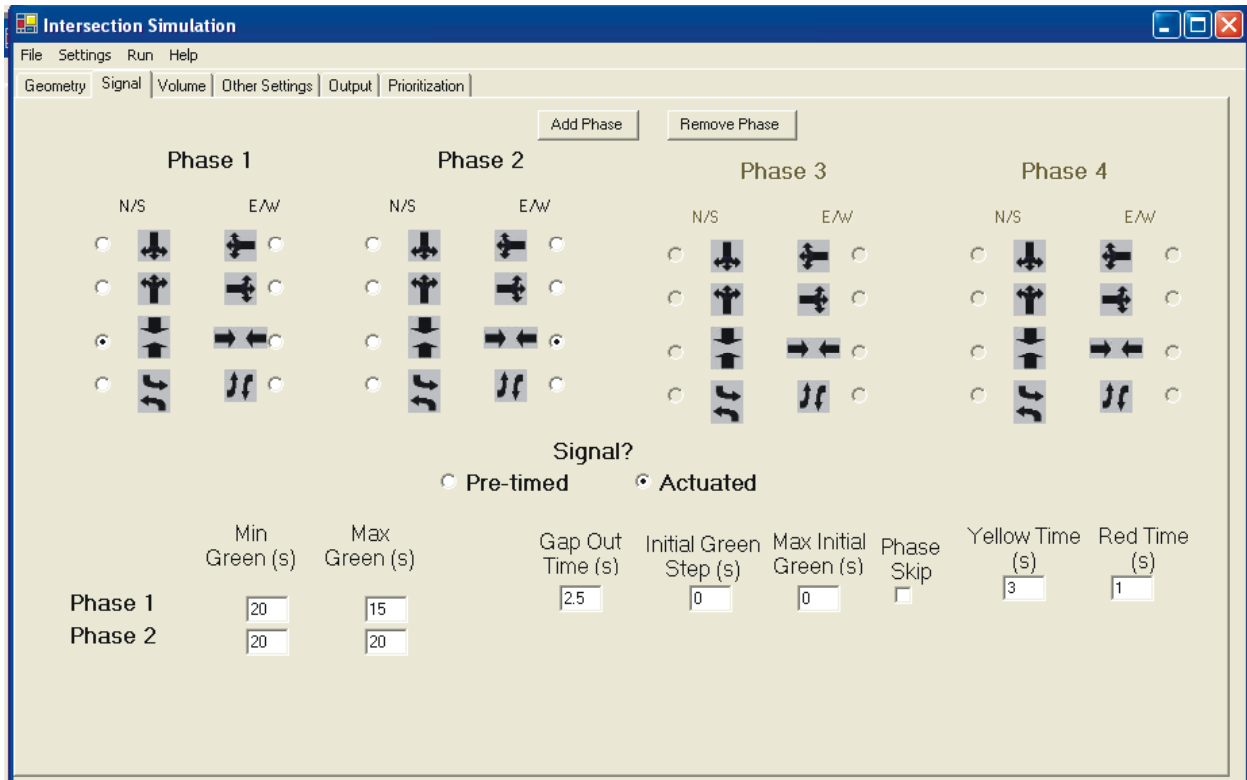 Intersection Simulation
File Settings Run Help
Geometry Signal Volume Other Settings Output Prioritization
Add Phase Remove Phase
Phase 1 Phase 2 Phase 3 Phase 4
N/S E/W N/S E/W N/S E/W N/S E/W
Signal?
Pre-timed Actuated
Min Max Gap Out Initial Green Max Initial Phase Yellow Time Red Time
Green (s) Green (s) Time (s) Step (s) Green (s) Skip (s) (s)
2.5 0 0 3 1
Phase 1 20 15
Phase 2 20 20